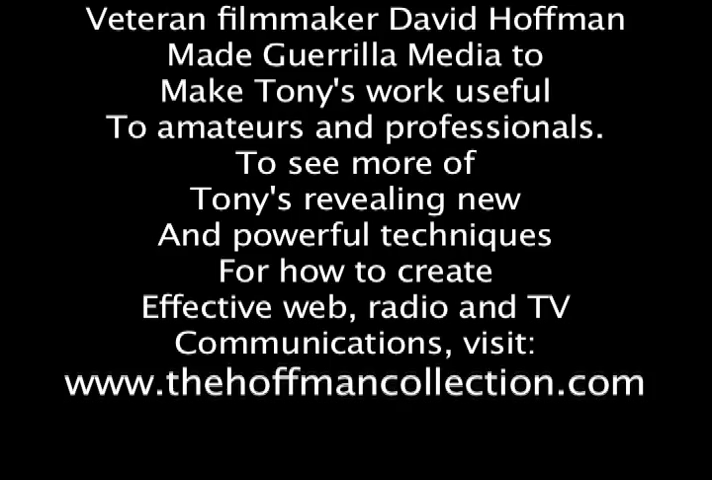 Veteran filmmaker David Hoffman
Made Guerrilla Media to
Make Tony's work useful
To amateurs and professionals.
To see more of
Tony's revealing new
And powerful techniques
For how to create
Effective web, radio and TV
Communications, visit:
www.thehoffmancollection.com